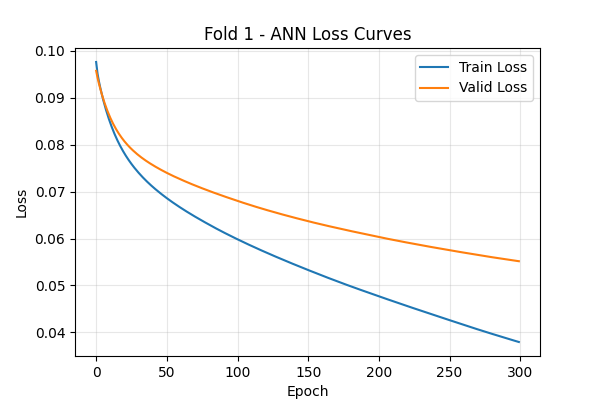 Fold 1 - ANN Loss Curves
Train Loss
Valid Loss
0.10
0.09
0.08
0.07
0.06
0.05
0.04
Loss
0 50 100 150 200 250 300
Epoch